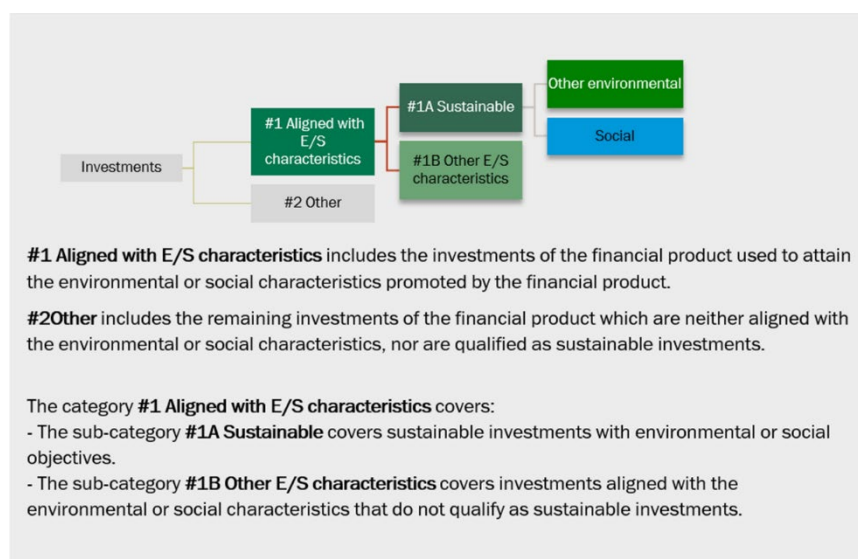 Other environmental
#1A Sustainable
#1 Aligned with
E/S
characteristics
Social
#1B Other E/S
characteristics
Investments
#2 Other
#1 Aligned with E/S characteristics includes the investments of the financial product used to attain
the environmental or social characteristics promoted by the financial product.
#2Other includes the remaining investments of the financial product which are neither aligned with
the environmental or social characteristics, nor are qualified as sustainable investments.
The category #1 Aligned with E/S characteristics covers:
- The sub-category #1A Sustainable covers sustainable investments with environmental or social
objectives.
- The sub-category #1B Other E/S characteristics covers investments aligned with the
environmental or social characteristics that do not qualify as sustainable investments.